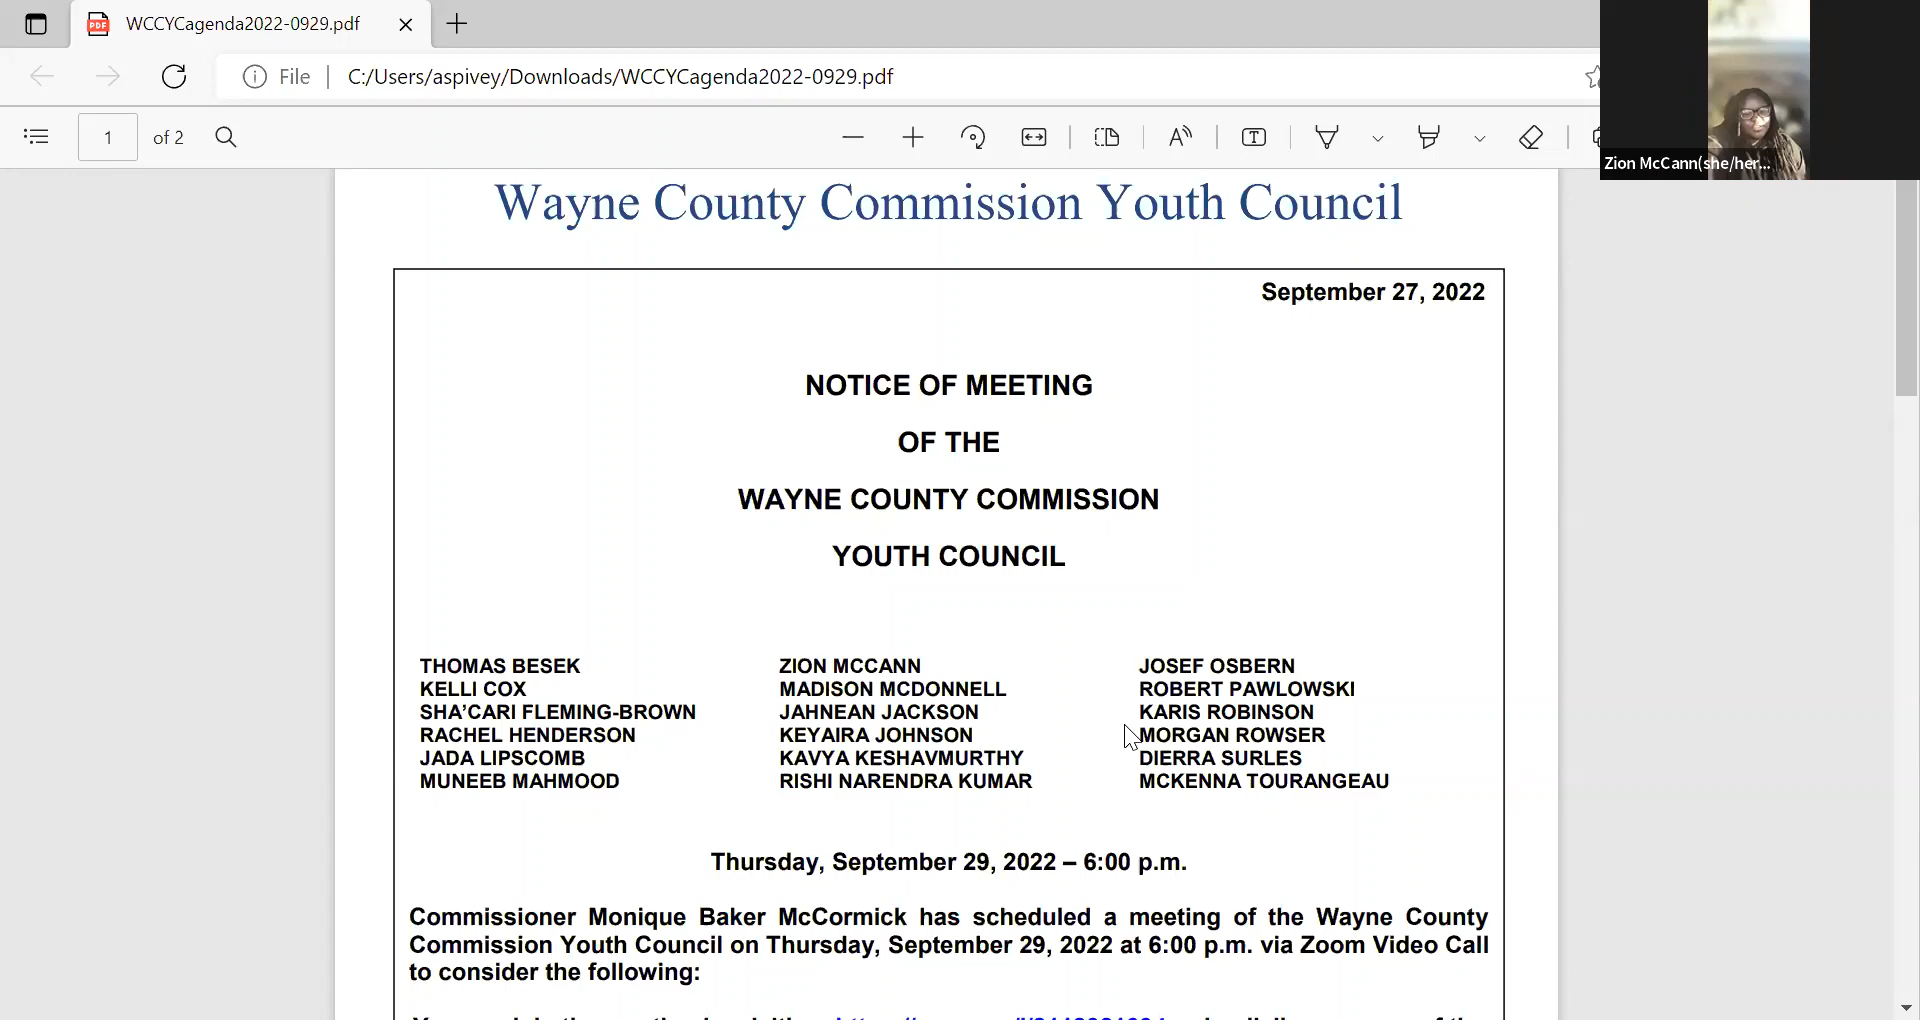 WCCYCagenda2022-0929.pdf
File
C:/Users/aspivey/Downloads/WCCYCagenda2022-0929.pdf
1 of 2
Zion McCann(she/her...
Wayne County Commission Youth Council
September 27, 2022
NOTICE OF MEETING
OF THE
WAYNE COUNTY COMMISSION
YOUTH COUNCIL
THOMAS BESEK
KELLI COX
SHA’CARI FLEMING-BROWN
RACHEL HENDERSON
JADA LIPSCOMB
MUNEEB MAHMOOD
ZION MCCANN
MADISON MCDONNELL
JAHNEAN JACKSON
KEYAIRA JOHNSON
KAVYA KESHAVMURTHY
RISHI NARENDRA KUMAR
JOSEF OSBERN
ROBERT PAWLOWSKI
KARIS ROBINSON
MORGAN ROWSER
DIERRA SURLES
MCKENNA TOURANGEAU
Thursday, September 29, 2022 – 6:00 p.m.
Commissioner Monique Baker McCormick has scheduled a meeting of the Wayne County
Commission Youth Council on Thursday, September 29, 2022 at 6:00 p.m. via Zoom Video Call
to consider the following: